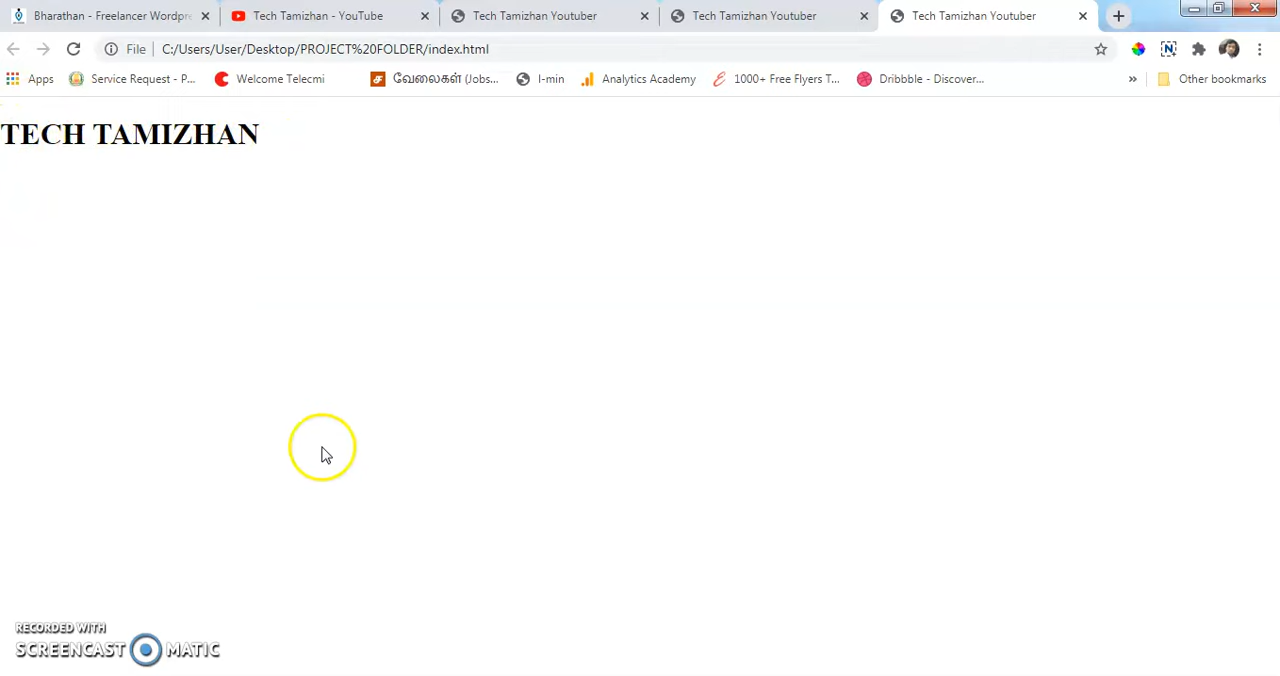 Bharathan - Freelancer Wordpre
Tech Tamizhan - YouTube
Tech Tamizhan Youtuber
Tech Tamizhan Youtuber
Tech Tamizhan Youtuber
File | C:/Users/User/Desktop/PROJECT%20FOLDER/index.html
Apps
Service Request - P...
Welcome Telecmi
வேலைகள் (Jobs...
I-min
Analytics Academy
1000+ Free Flyers T...
Dribbble - Discover...
Other bookmarks
TECH TAMIZHAN
RECORDED WITH
SCREENCAST MATIC